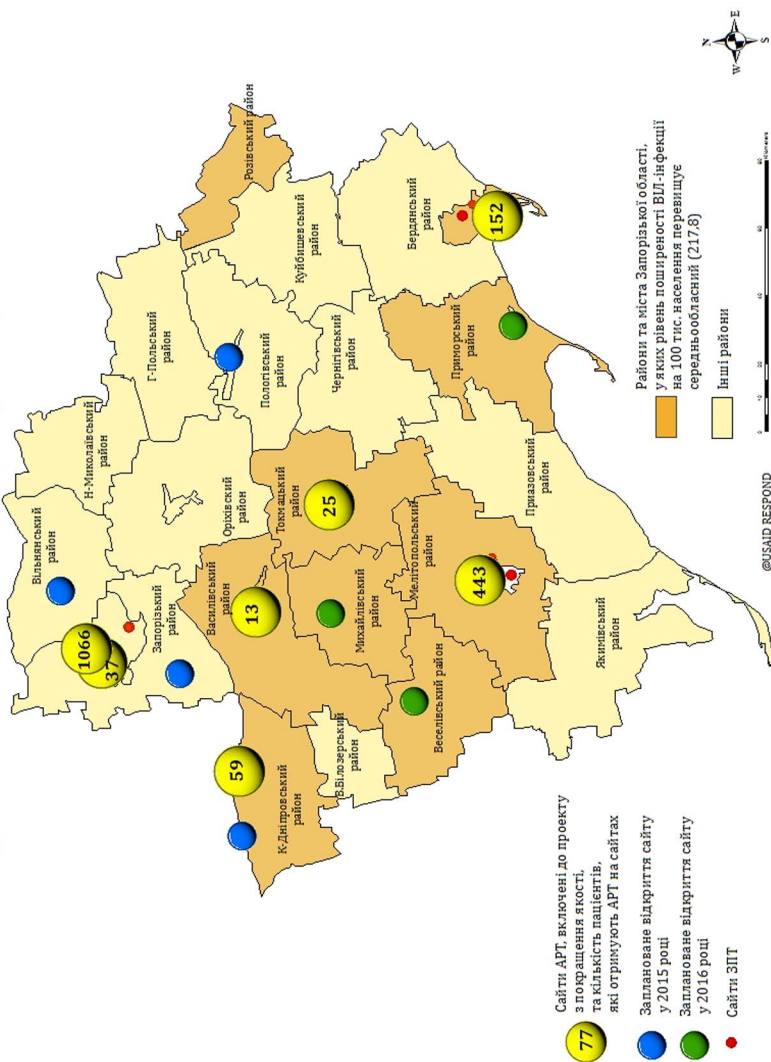 N
E
S
W
Розівський район
Куйбишевський
район
Бердянський
район
152
Г-Польський
район
Пологівський
район
Чернігівський
район
Приморський
район
Н-Миколаївський
район
Оріхівський
район
Токмацький
район
25
Приазовський
район
Вільнянський
район
Запорізький
район
1066
37
Василівський
район
13
Михайлівський
район
Мелітопольський
район
443
Якимівський
район
Веселівський район
В.Білозерський
район
59
К-Дніпровський
район
Райони та міста Запорізької області,
у яких рівень поширеності ВІЛ-інфекції
на 100 тис. населення перевищує
середньообласний (217,8)
Інші райони
@USAID RESPOND
77
Сайти АРТ, включені до проекту
з покращення якості,
та кількість пацієнтів,
які отримують АРТ на сайтах
Заплановане відкриття сайту
у 2015 році
Заплановане відкриття сайту
у 2016 році
Сайти ЗПТ